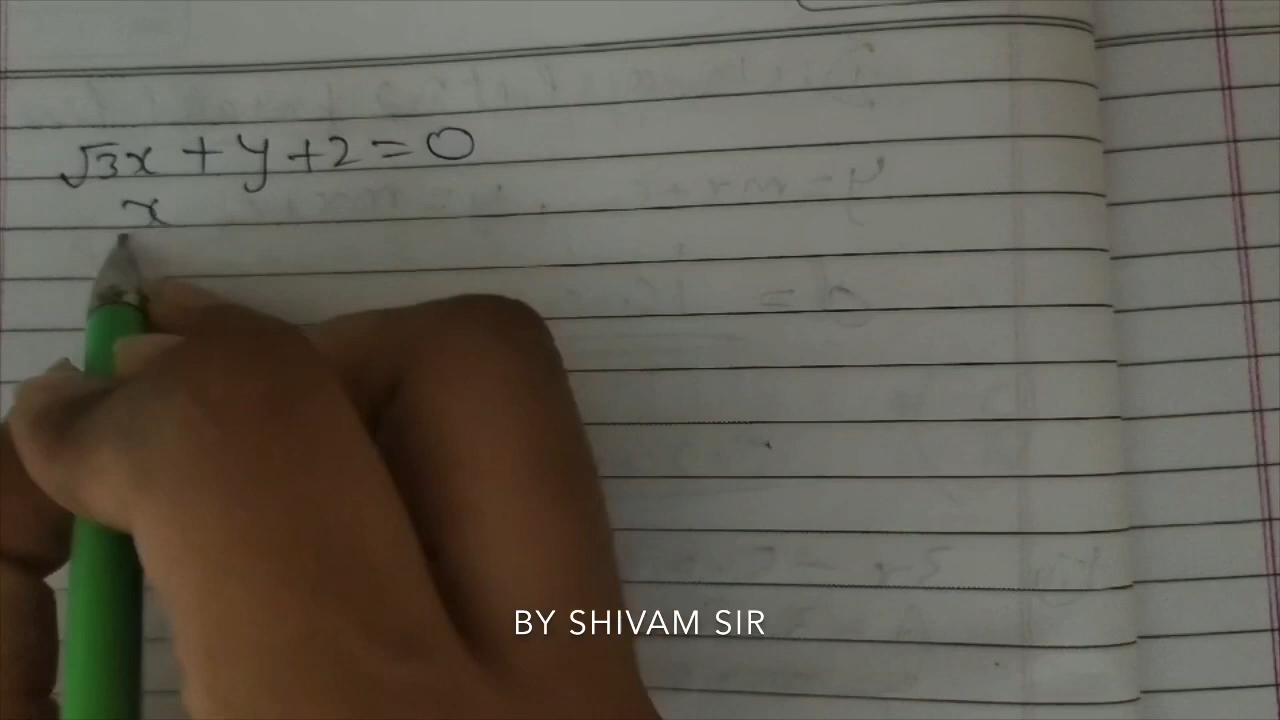 √3x + y + 2 = 0
x
BY SHIVAM SIR